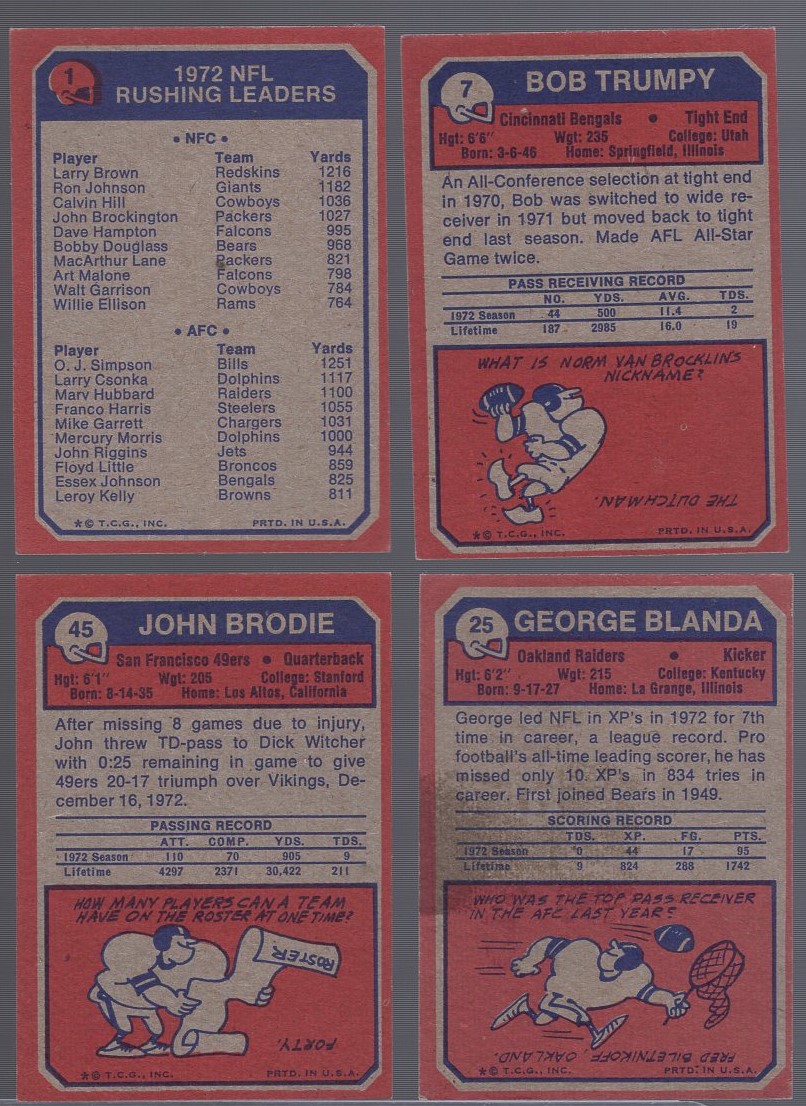 1
1972 NFL
RUSHING LEADERS
• NFC •
Player Team Yards
Larry Brown Redskins 1216
Ron Johnson Giants 1182
Calvin Hill Cowboys 1036
John Brockington Packers 1027
Dave Hampton Falcons 995
Bobby Douglass Bears 968
MacArthur Lane Packers 821
Art Malone Falcons 798
Walt Garrison Cowboys 784
Willie Ellison Rams 764
• AFC •
Player Team Yards
O. J. Simpson Bills 1251
Larry Csonka Dolphins 1117
Marv Hubbard Raiders 1100
Franco Harris Steelers 1055
Mike Garrett Chargers 1031
Mercury Morris Dolphins 1000
John Riggins Jets 944
Floyd Little Broncos 859
Essex Johnson Bengals 825
Leroy Kelly Browns 811
*© T.C.G., INC. PRTD. IN U.S.A.
7
BOB TRUMPY
Cincinnati Bengals • Tight End
Hgt: 6'6" Wgt: 235 College: Utah
Born: 3-6-46 Home: Springfield, Illinois
An All-Conference selection at tight end
in 1970, Bob was switched to wide re-
ceiver in 1971 but moved back to tight
end last season. Made AFL All-Star
Game twice.
PASS RECEIVING RECORD
NO. YDS. AVG. TDS.
1972 Season 44 500 11.4 2
Lifetime 187 2985 16.0 19
WHAT IS NORM VAN BROCKLIN'S
NICKNAME?
THE DUTCHMAN.
*© T.C.G., INC. PRTD. IN U.S.A.
45
JOHN BRODIE
San Francisco 49ers • Quarterback
Hgt: 6'1" Wgt: 205 College: Stanford
Born: 8-14-35 Home: Los Altos, California
After missing 8 games due to injury,
John threw TD-pass to Dick Witcher
with 0:25 remaining in game to give
49ers 20-17 triumph over Vikings, De-
cember 16, 1972.
PASSING RECORD
ATT. COMP. YDS. TDS.
1972 Season 110 70 905 9
Lifetime 4297 2371 30,422 211
HOW MANY PLAYERS CAN A TEAM
HAVE ON THE ROSTER AT ONE TIME?
ROSTER
FORTY.
*© T.C.G., INC. PRTD. IN U.S.A.
25
GEORGE BLANDA
Oakland Raiders • Kicker
Hgt: 6'2" Wgt: 215 College: Kentucky
Born: 9-17-27 Home: La Grange, Illinois
George led NFL in XP's in 1972 for 7th
time in career, a league record. Pro
football's all-time leading scorer, he has
missed only 10 XP's in 834 tries in
career. First joined Bears in 1949.
SCORING RECORD
TDS. XP. FG. PTS.
1972 Season 0 44 17 95
Lifetime 9 824 288 1742
WHO WAS THE TOP PASS RECEIVER
IN THE AFC LAST YEAR?
FRED BILETNIKOFF, OAKLAND.
*© T.C.G., INC. PRTD. IN U.S.A.